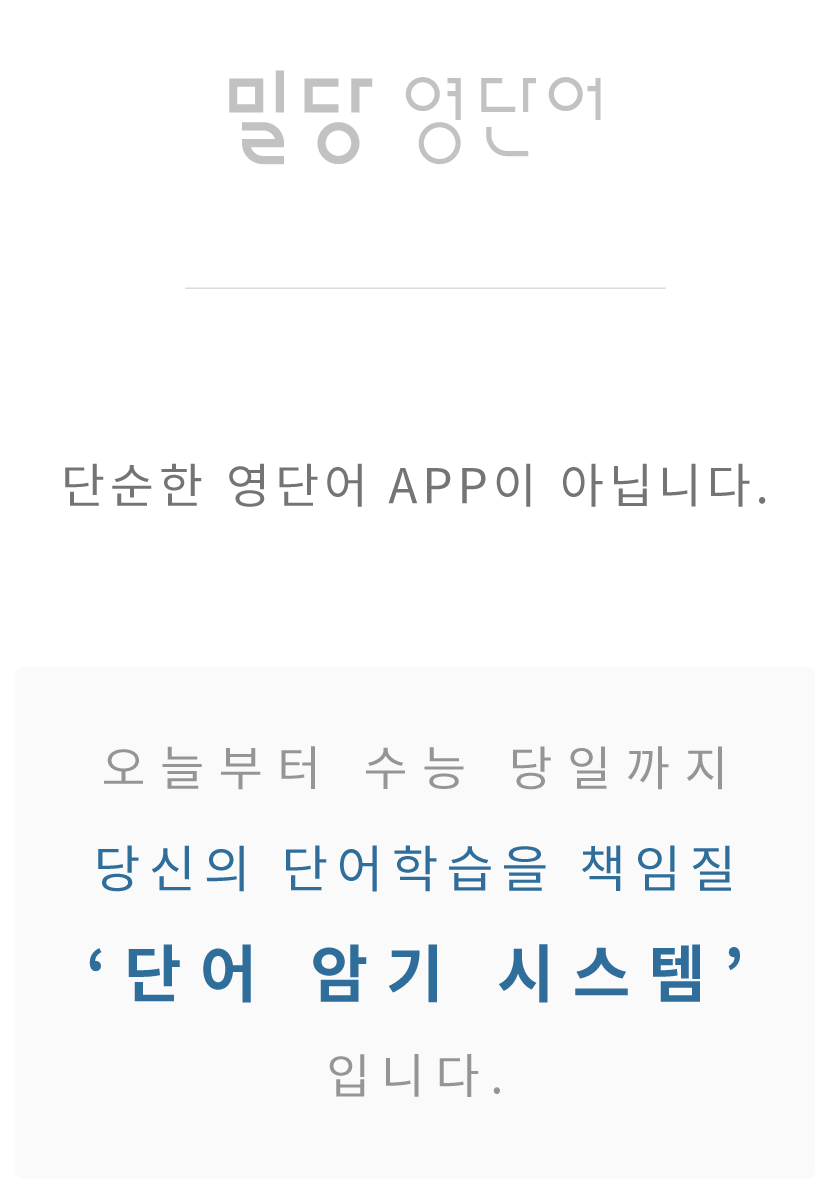 밀당 영단어
단순한 영단어 APP이 아닙니다.
오늘부터 수능 당일까지
당신의 단어학습을 책임질
‘단어 암기 시스템’
입니다.